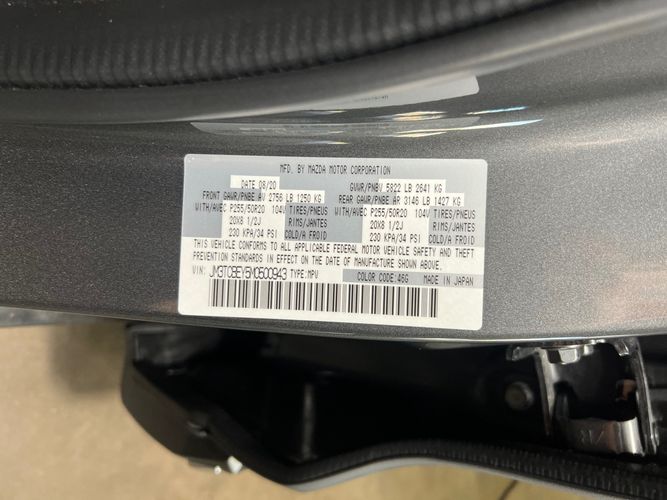 MFD. BY MAZDA MOTOR CORPORATION
DATE 08/20 GVWR/PNBV 5822 LB 2641 KG
FRONT GAWR/PNBE AV 2756 LB 1250 KG REAR GAWR/PNBE AR 3146 LB 1427 KG
WITH/AVEC P255/50R20 104V TIRES/PNEUS WITH/AVEC P255/50R20 104V TIRES/PNEUS
20X8 1/2J RIMS/JANTES 20X8 1/2J RIMS/JANTES
230 KPA/34 PSI COLD/A FROID 230 KPA/34 PSI COLD/A FROID
THIS VEHICLE CONFORMS TO ALL APPLICABLE FEDERAL MOTOR VEHICLE SAFETY AND THEFT
PREVENTION STANDARDS IN EFFECT ON THE DATE OF MANUFACTURE SHOWN ABOVE.
VIN: JM3TCBEY5M0500943 TYPE:MPV COLOR CODE:46G MADE IN JAPAN